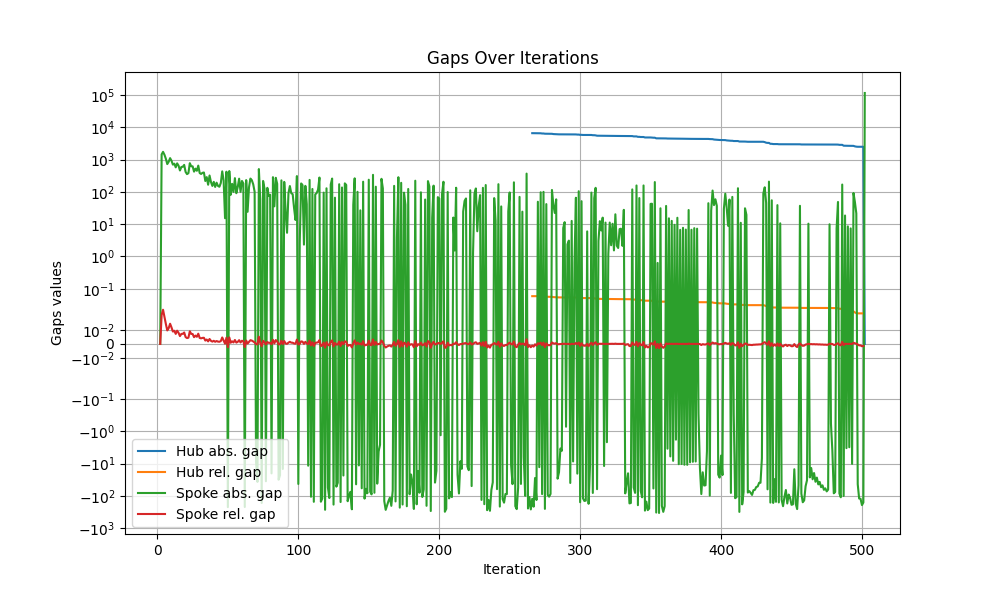 Gaps Over Iterations
Gaps values
10^5
10^4
10^3
10^2
10^1
10^0
10^-1
10^-2
0
−10^-2
−10^-1
−10^0
−10^1
−10^2
−10^3
Hub abs. gap
Hub rel. gap
Spoke abs. gap
Spoke rel. gap
0 100 200 300 400 500
Iteration